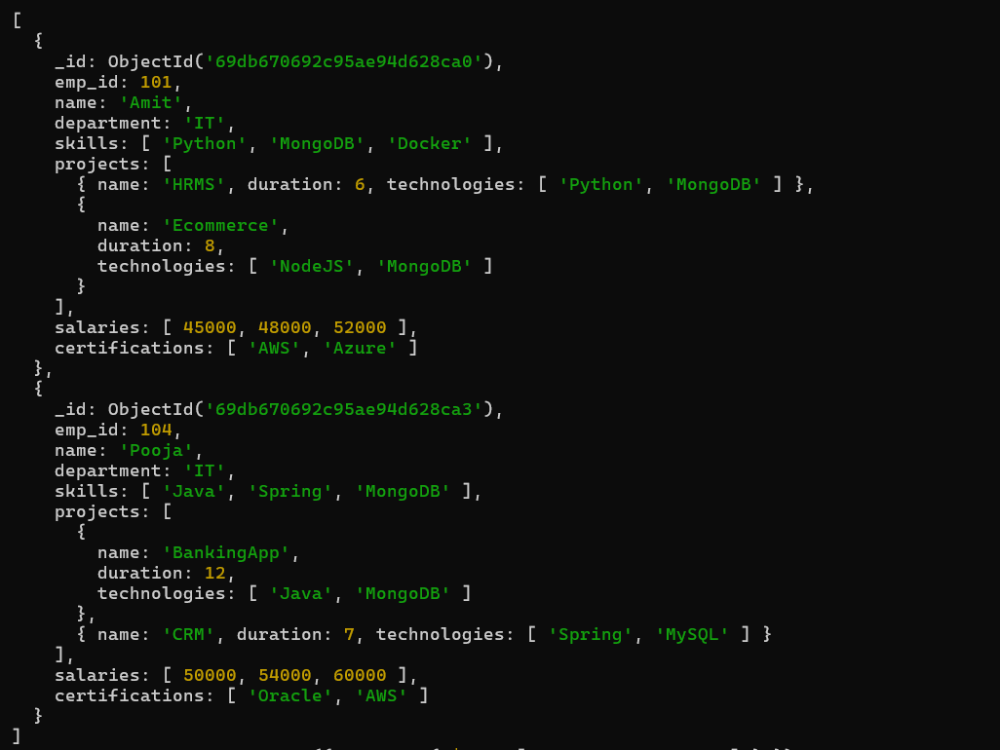 [
  {
    _id: ObjectId('69db670692c95ae94d628ca0'),
    emp_id: 101,
    name: 'Amit',
    department: 'IT',
    skills: [ 'Python', 'MongoDB', 'Docker' ],
    projects: [
      { name: 'HRMS', duration: 6, technologies: [ 'Python', 'MongoDB' ] },
      {
        name: 'Ecommerce',
        duration: 8,
        technologies: [ 'NodeJS', 'MongoDB' ]
      }
    ],
    salaries: [ 45000, 48000, 52000 ],
    certifications: [ 'AWS', 'Azure' ]
  },
  {
    _id: ObjectId('69db670692c95ae94d628ca3'),
    emp_id: 104,
    name: 'Pooja',
    department: 'IT',
    skills: [ 'Java', 'Spring', 'MongoDB' ],
    projects: [
      {
        name: 'BankingApp',
        duration: 12,
        technologies: [ 'Java', 'MongoDB' ]
      },
      { name: 'CRM', duration: 7, technologies: [ 'Spring', 'MySQL' ] }
    ],
    salaries: [ 50000, 54000, 60000 ],
    certifications: [ 'Oracle', 'AWS' ]
  }
]